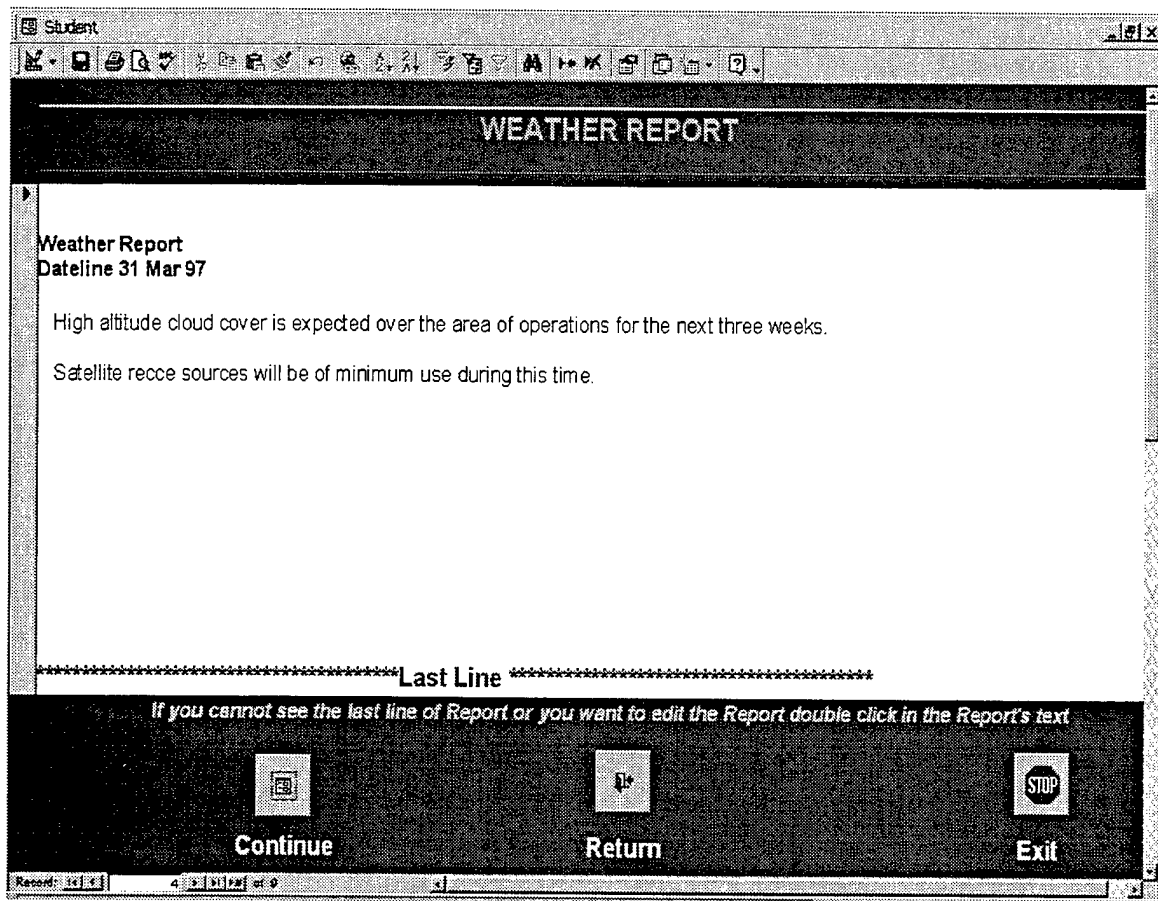 Student
WEATHER REPORT
Weather Report
Dateline 31 Mar 97
High altitude cloud cover is expected over the area of operations for the next three weeks.
Satellite recce sources will be of minimum use during this time.
***************************************Last Line ***************************************
If you cannot see the last line of Report or you want to edit the Report double click in the Report's text
STOP
Continue Return Exit
Record: 4 of 9